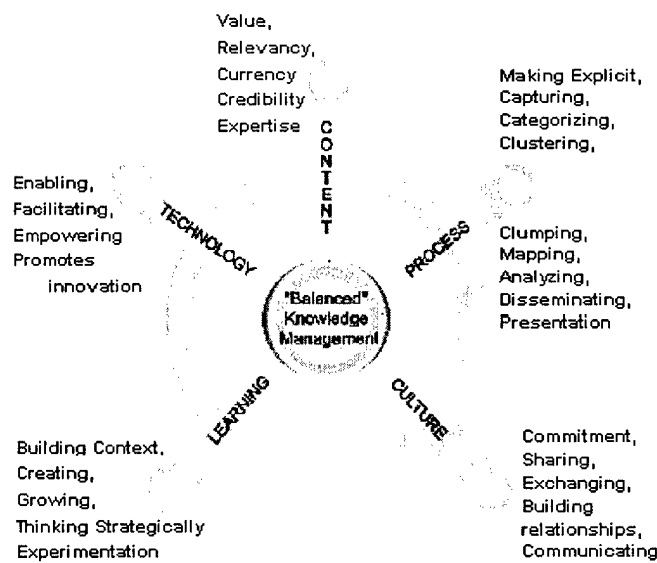 Value,
Relevancy,
Currency
Credibility
Expertise
CONTENT
Making Explicit,
Capturing,
Categorizing,
Clustering,
Clumping,
Mapping,
Analyzing,
Disseminating,
Presentation
PROCESS
Enabling,
Facilitating,
Empowering
Promotes
innovation
TECHNOLOGY
"Balanced"
Knowledge
Management
LEARNING
Building Context,
Creating,
Growing,
Thinking Strategically
Experimentation
CULTURE
Commitment,
Sharing,
Exchanging,
Building
relationships,
Communicating